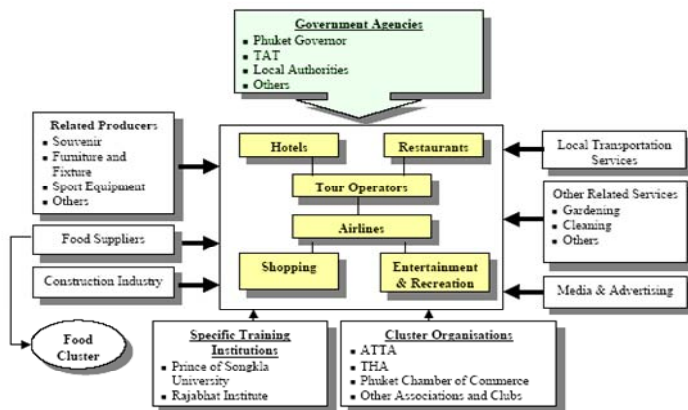 Government Agencies
▪ Phuket Governor
▪ TAT
▪ Local Authorities
▪ Others
Related Producers
▪ Souvenir
▪ Furniture and
Fixture
▪ Sport Equipment
▪ Others
Food Suppliers
Construction Industry
Food
Cluster
Hotels
Restaurants
Tour Operators
Airlines
Shopping
Entertainment
& Recreation
Local Transportation
Services
Other Related Services
▪ Gardening
▪ Cleaning
▪ Others
Media & Advertising
Specific Training
Institutions
▪ Prince of Songkla
University
▪ Rajabhat Institute
Cluster Organisations
▪ ATTA
▪ THA
▪ Phuket Chamber of Commerce
▪ Other Associations and Clubs